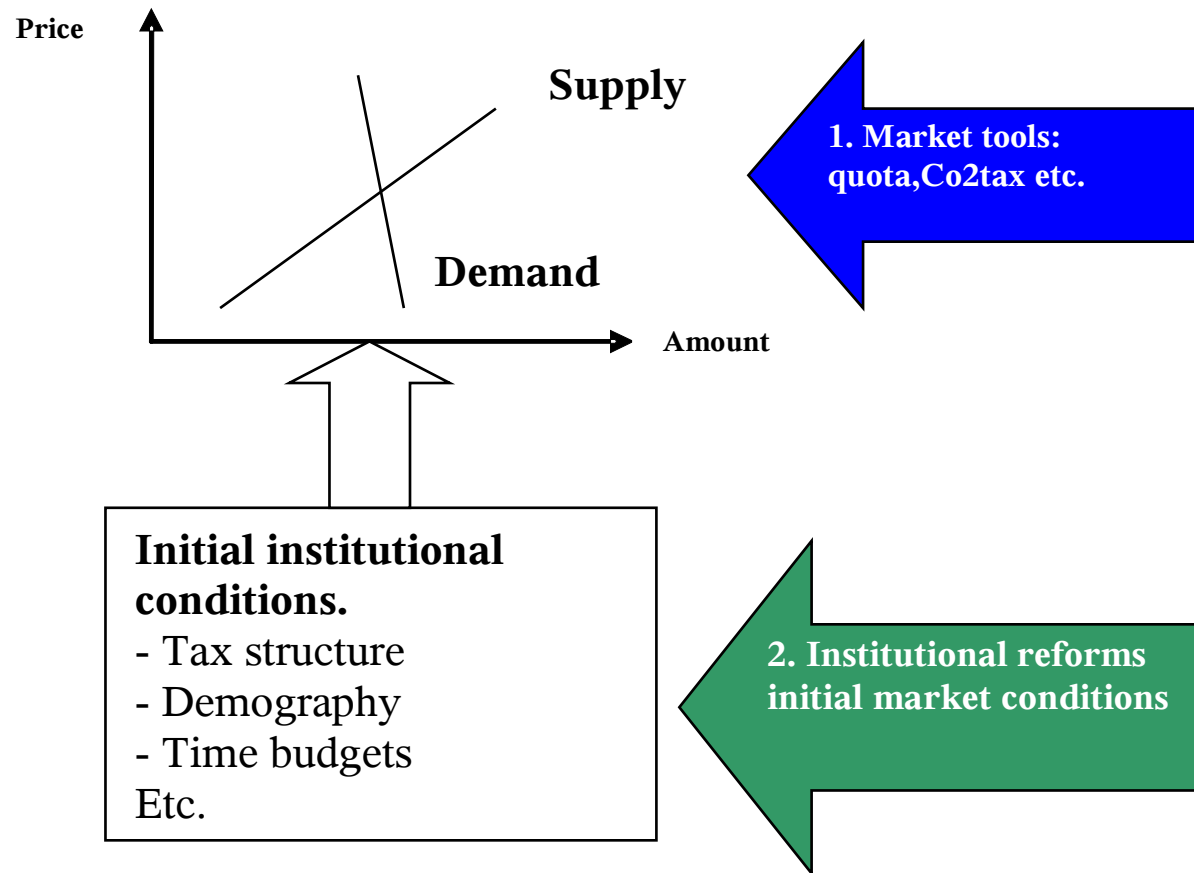 Price
Supply
1. Market tools:
quota,Co2tax etc.
Demand
Amount
Initial institutional
conditions.
- Tax structure
- Demography
- Time budgets
Etc.
2. Institutional reforms
initial market conditions